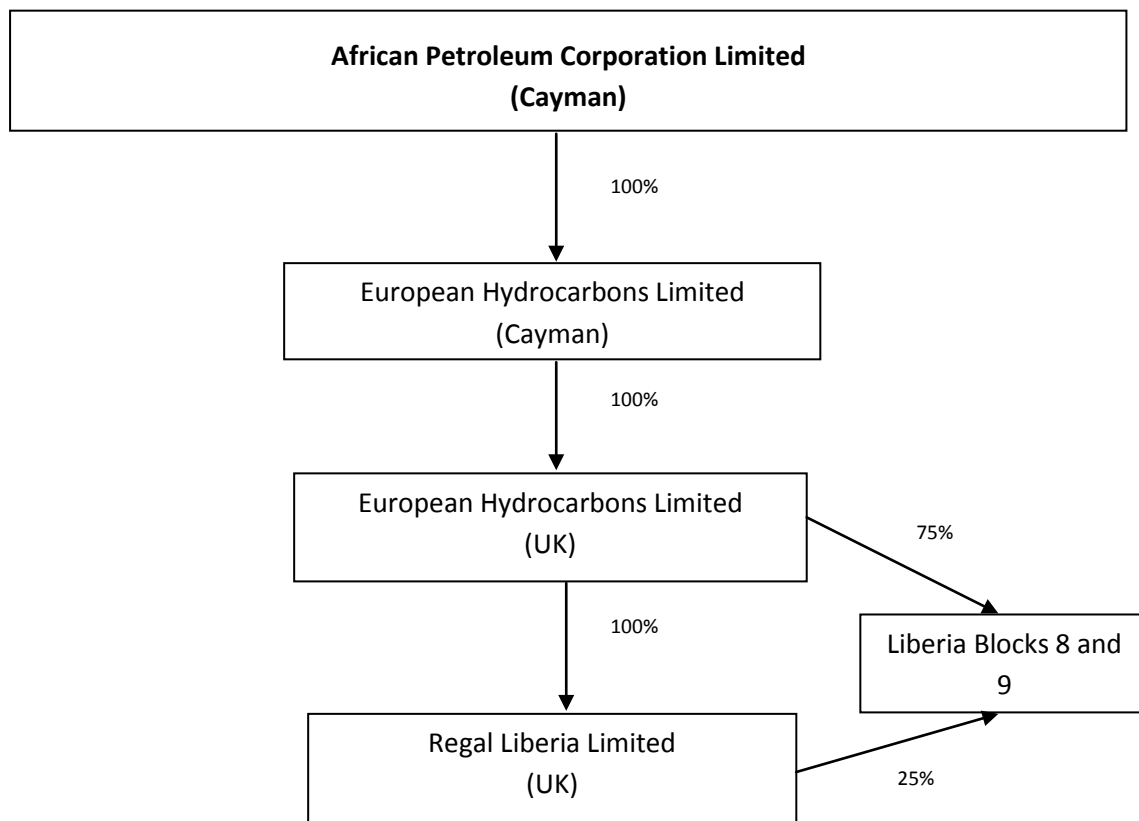 African Petroleum Corporation Limited
(Cayman)
100%
European Hydrocarbons Limited
(Cayman)
100%
European Hydrocarbons Limited
(UK)
75%
100%
Liberia Blocks 8 and
9
Regal Liberia Limited
(UK)
25%